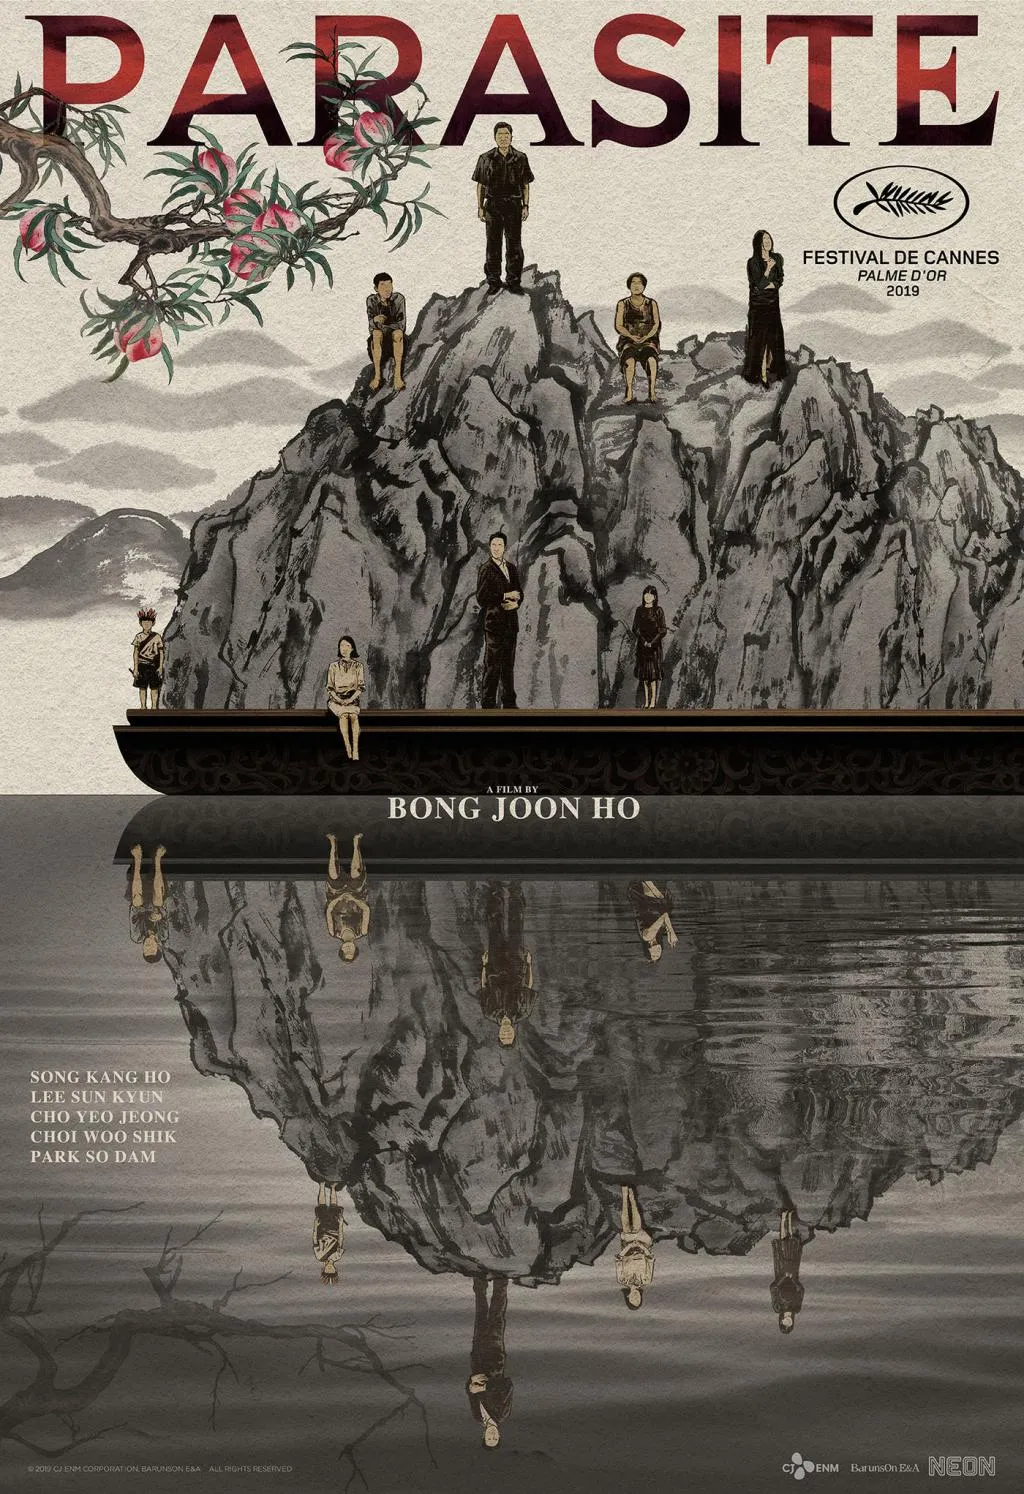 PARASITE
FESTIVAL DE CANNES
PALME D'OR
2019
A FILM BY
BONG JOON HO
SONG KANG HO
LEE SUN KYUN
CHO YEO JEONG
CHOI WOO SHIK
PARK SO DAM
© 2019 CJ ENM CORPORATION, BARUNSON E&A ALL RIGHTS RESERVED
CJ ENM BarunsOn E&A NEON